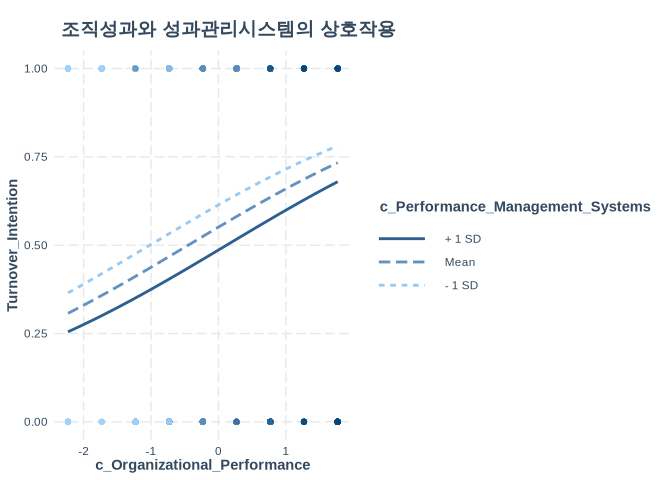 조직성과와 성과관리시스템의 상호작용
1.00
0.75
0.50
0.25
0.00
Turnover_Intention
-2
-1
0
1
c_Organizational_Performance
c_Performance_Management_Systems
+ 1 SD
Mean
- 1 SD